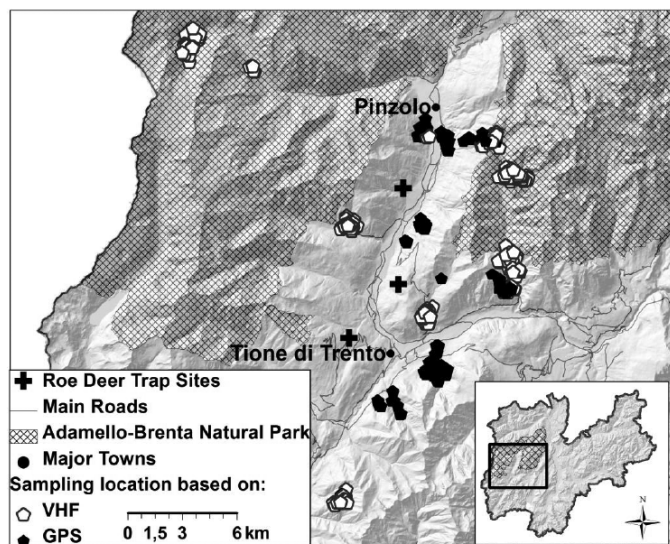 Pinzolo
Tione di Trento
Roe Deer Trap Sites
Main Roads
Adamello-Brenta Natural Park
Major Towns
Sampling location based on:
VHF
GPS
0 1,5 3 6 km
N